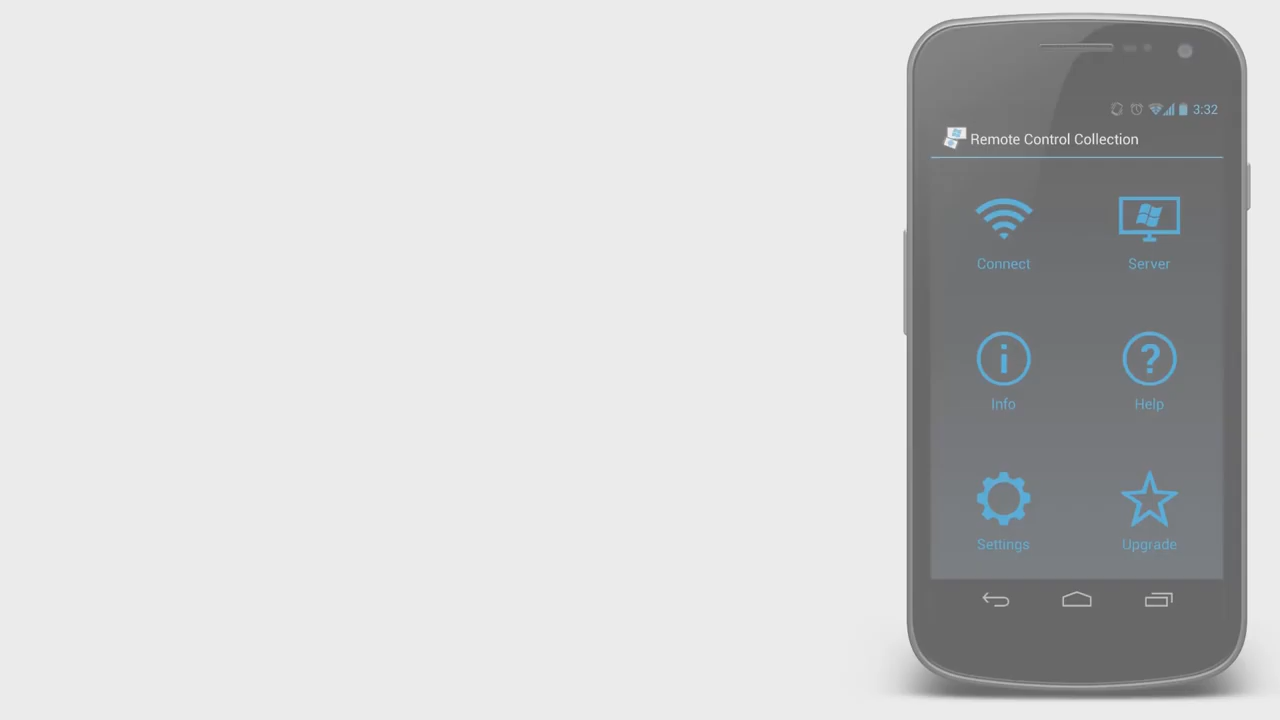 3:32
Remote Control Collection
Connect
Server
Info
Help
Settings
Upgrade